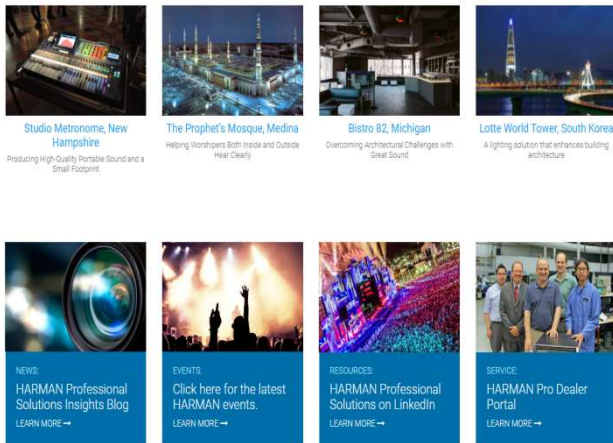 Studio Metronome, New
Hampshire
Producing High-Quality Portable Sound and a
Small Footprint
The Prophet's Mosque, Medina
Helping Worshipers Both Inside and Outside
Hear Clearly
Bistro 82, Michigan
Overcoming Architectural Challenges with
Great Sound
Lotte World Tower, South Korea
A lighting solution that enhances building
architecture
NEWS:
HARMAN Professional
Solutions Insights Blog
LEARN MORE →
EVENTS:
Click here for the latest
HARMAN events.
LEARN MORE →
RESOURCES:
HARMAN Professional
Solutions on LinkedIn
LEARN MORE →
SERVICE:
HARMAN Pro Dealer
Portal
LEARN MORE →